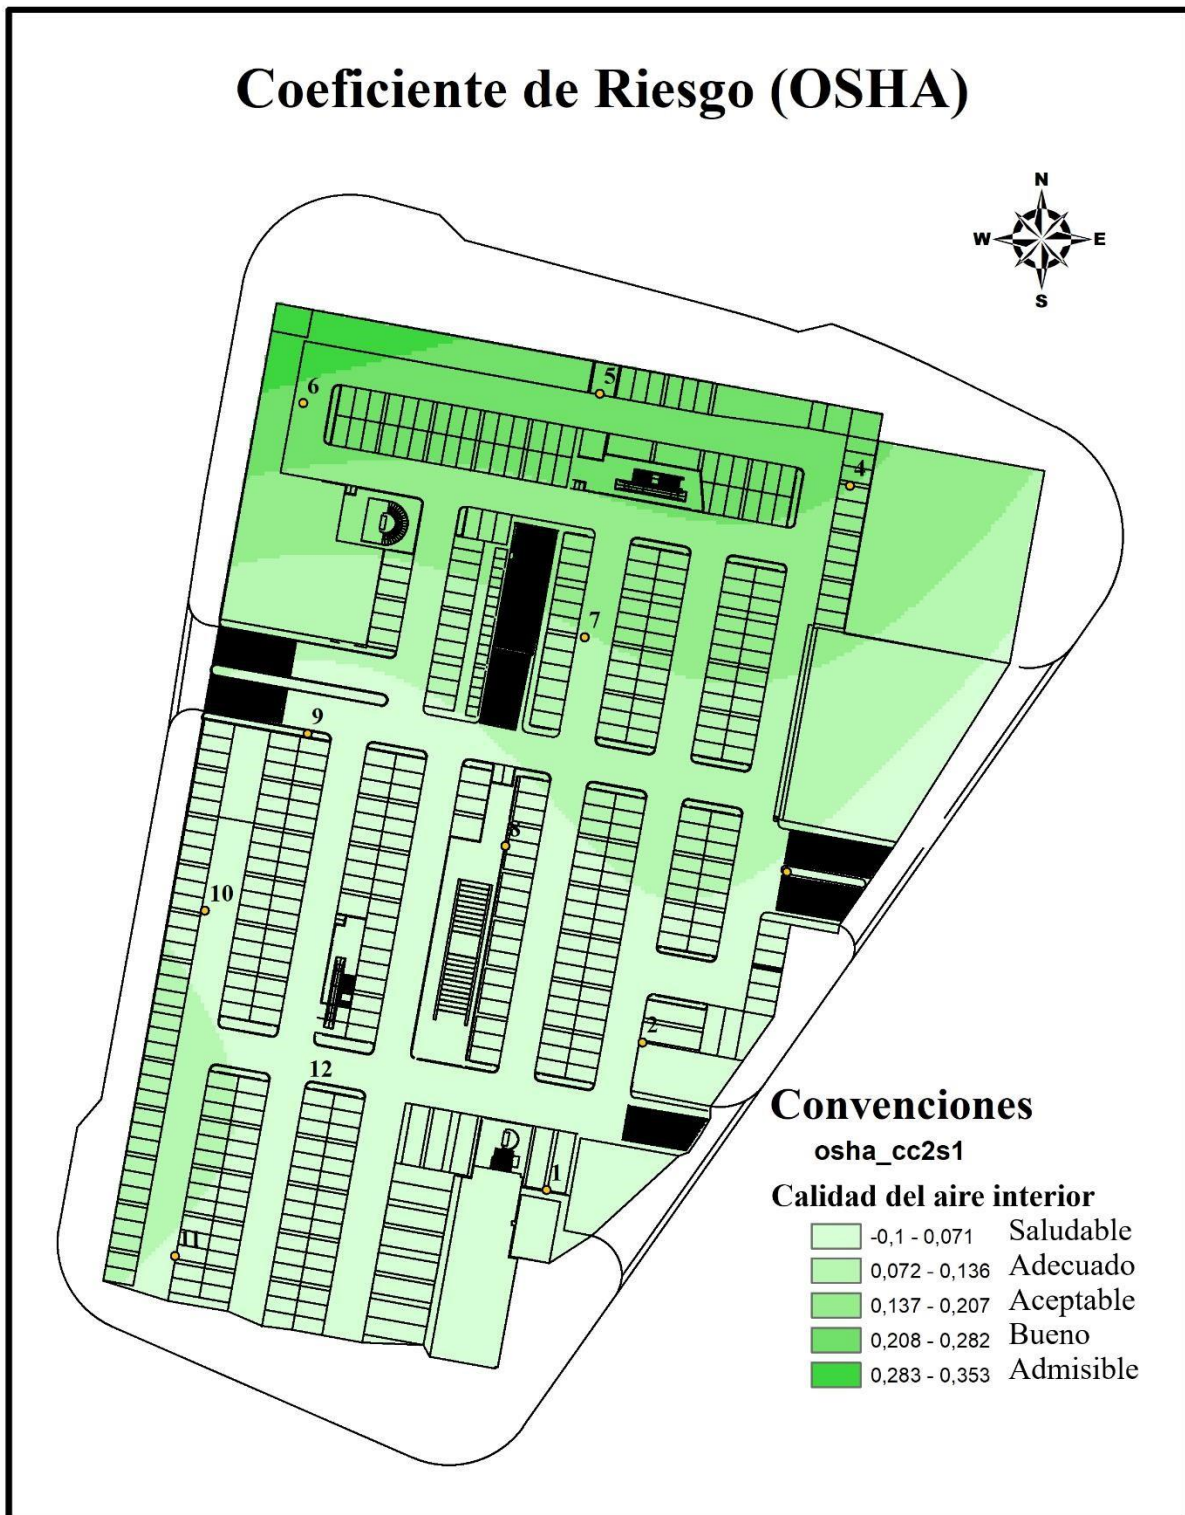 Coeficiente de Riesgo (OSHA)
N
W E
S
5
6
4
7
9
8
10
2
12
1
11
Convenciones
osha_cc2s1
Calidad del aire interior
-0,1 - 0,071 Saludable
0,072 - 0,136 Adecuado
0,137 - 0,207 Aceptable
0,208 - 0,282 Bueno
0,283 - 0,353 Admisible